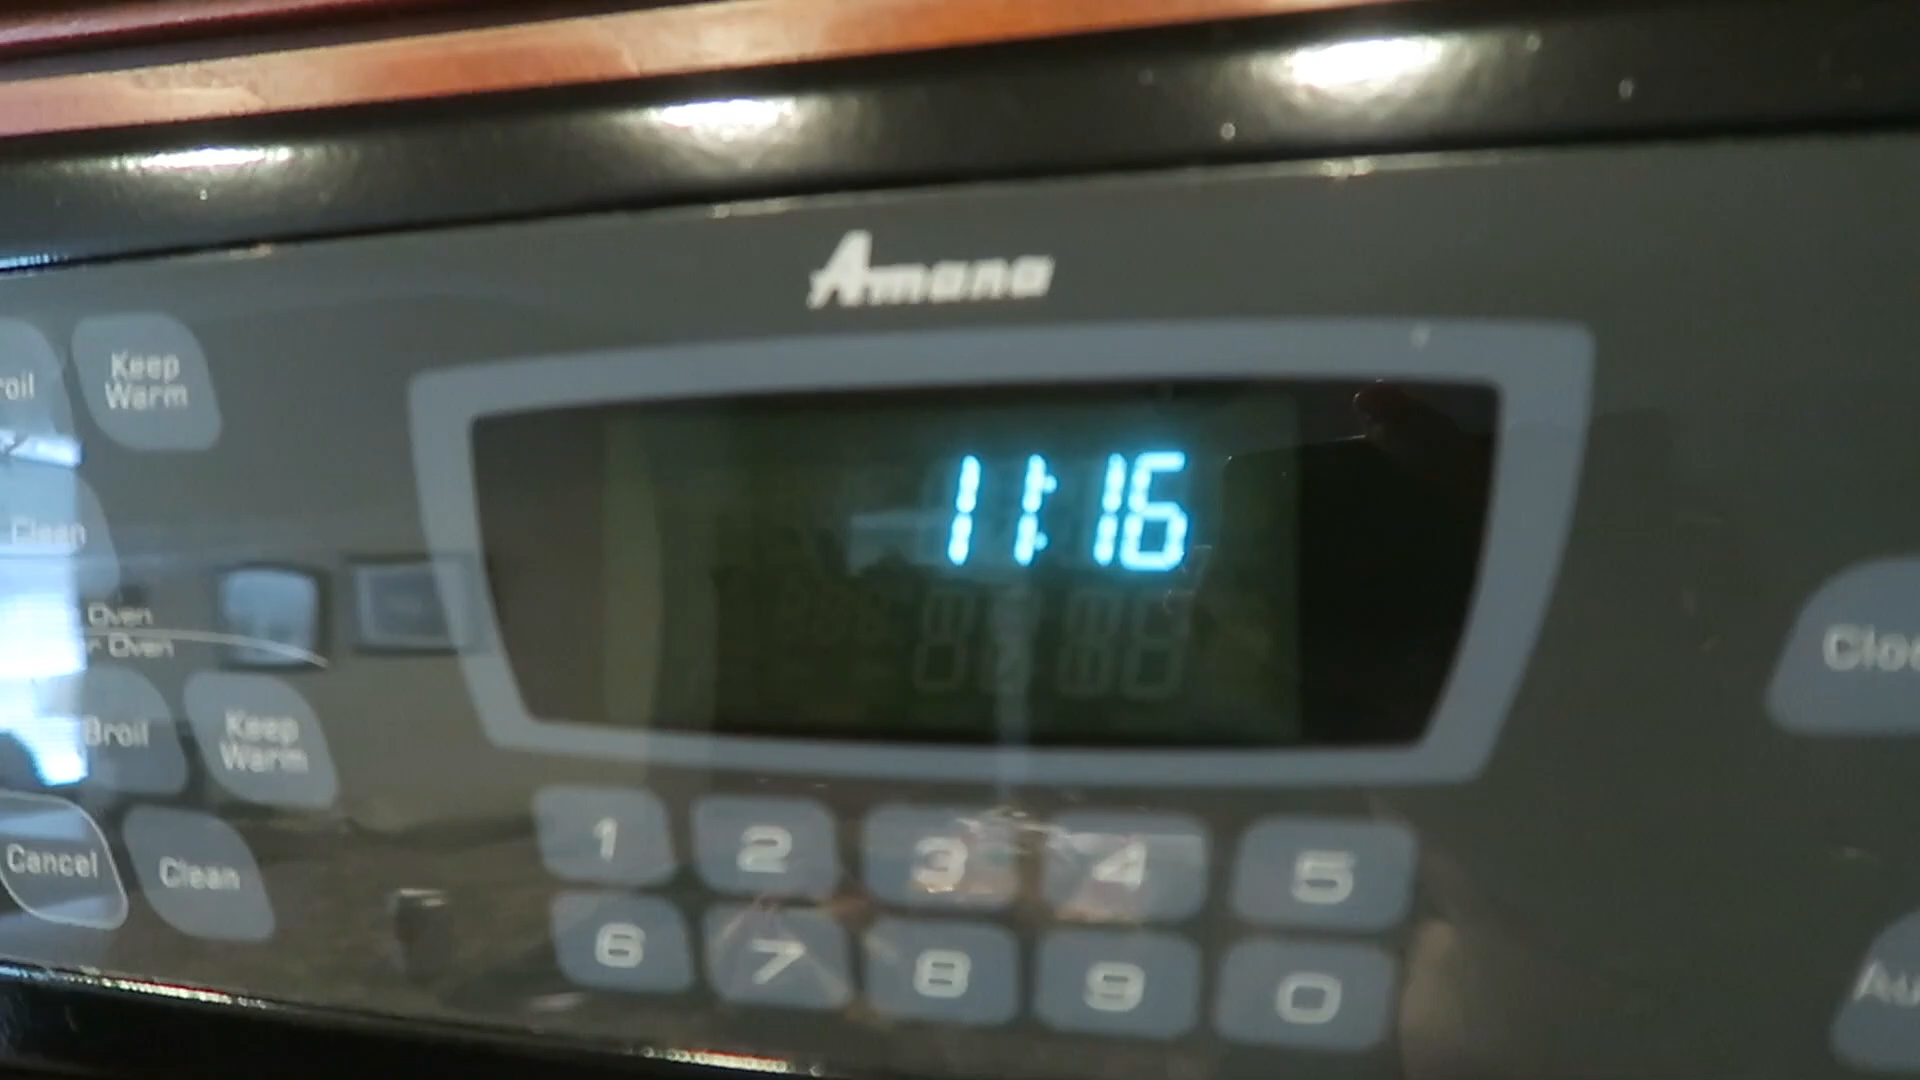 Amana
Keep
Warm
Clean
11:16
Oven
Oven
Broil
Keep
Warm
Cancel
Clean
1 2 3 4 5
6 7 8 9 0